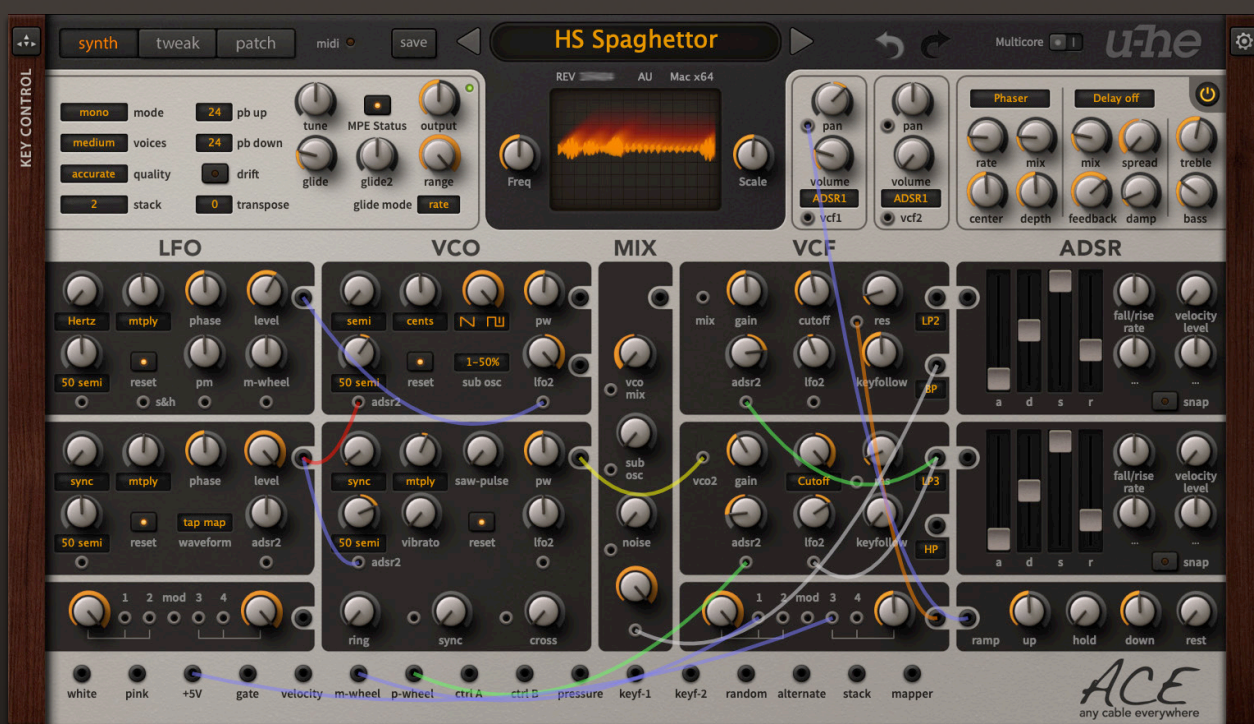 synth tweak patch midi save HS Spaghettor Multicore I u-he
KEY CONTROL
REV AU Mac x64
mono mode 24 pb up
medium voices 24 pb down
accurate quality drift
2 stack 0 transpose
tune MPE Status output
glide glide2 range
glide mode rate
Freq Scale
pan pan
volume volume
ADSR1 ADSR1
vcf1 vcf2
Phaser Delay off
rate mix mix spread treble
center depth feedback damp bass
LFO VCO MIX VCF ADSR
Hertz mtply phase level
50 semi reset pm m-wheel
s&h
semi cents pw
1-50%
50 semi reset sub osc lfo2
adsr2
vco mix
sub osc
noise
mix gain cutoff res LP2
adsr2 lfo2 keyfollow BP
fall/rise rate velocity level
... ...
a d s r snap
sync mtply phase level
tap map
50 semi reset waveform adsr2
sync mtply saw-pulse pw
50 semi vibrato reset lfo2
adsr2
vco2 gain Cutoff res LP3
adsr2 lfo2 keyfollow HP
fall/rise rate velocity level
... ...
a d s r snap
1 2 mod 3 4
ring sync cross
1 2 mod 3 4
ramp up hold down rest
white pink +5V gate velocity m-wheel p-wheel ctrl A ctrl B pressure keyf-1 keyf-2 random alternate stack mapper
ACE
any cable everywhere